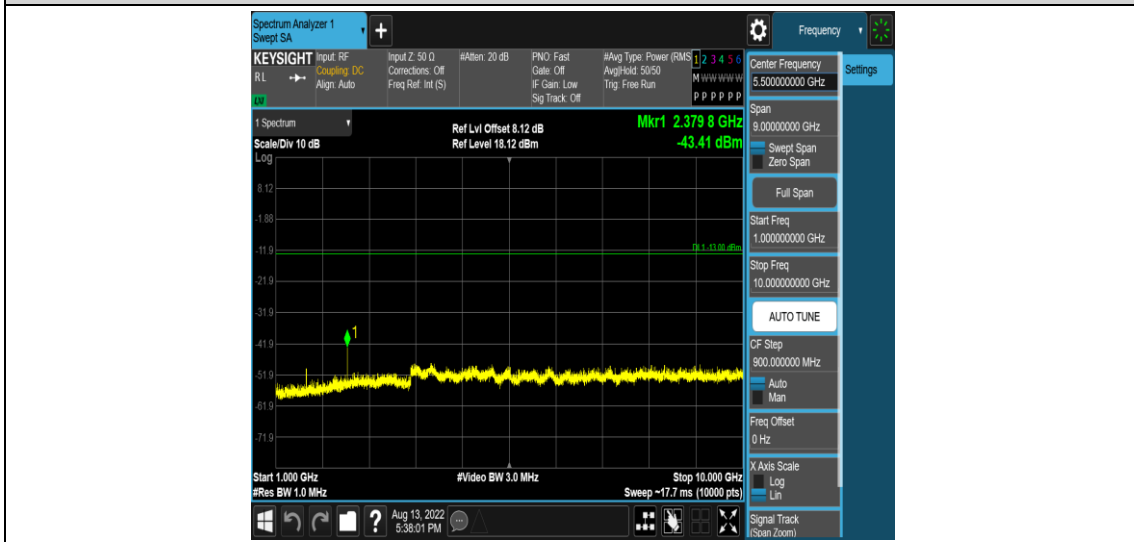 Spectrum Analyzer 1
Swept SA
+
Frequency
KEYSIGHT
RL
LXI
Input: RF
Coupling: DC
Align: Auto
Input Z: 50 Ω
Corrections: Off
Freq Ref: Int (S)
#Atten: 20 dB
PNO: Fast
Gate: Off
IF Gain: Low
Sig Track: Off
#Avg Type: Power (RMS
Avg|Hold: 50/50
Trig: Free Run
1 2 3 4 5 6
M W W W W W
P P P P P P
1 Spectrum
Scale/Div 10 dB
Log
Ref Lvl Offset 8.12 dB
Ref Level 18.12 dBm
Mkr1 2.379 8 GHz
-43.41 dBm
8.12
-1.88
-11.9
DL1 -13.00 dBm
-21.9
-31.9
1
-41.9
-51.9
-61.9
-71.9
Start 1.000 GHz
#Res BW 1.0 MHz
#Video BW 3.0 MHz
Stop 10.000 GHz
Sweep ~17.7 ms (10000 pts)
?
Aug 13, 2022
5:38:01 PM
Center Frequency
5.50000000 GHz
Settings
Span
9.00000000 GHz
Swept Span
Zero Span
Full Span
Start Freq
1.000000000 GHz
Stop Freq
10.000000000 GHz
AUTO TUNE
CF Step
900.000000 MHz
Auto
Man
Freq Offset
0 Hz
X Axis Scale
Log
Lin
Signal Track
(Span Zoom)